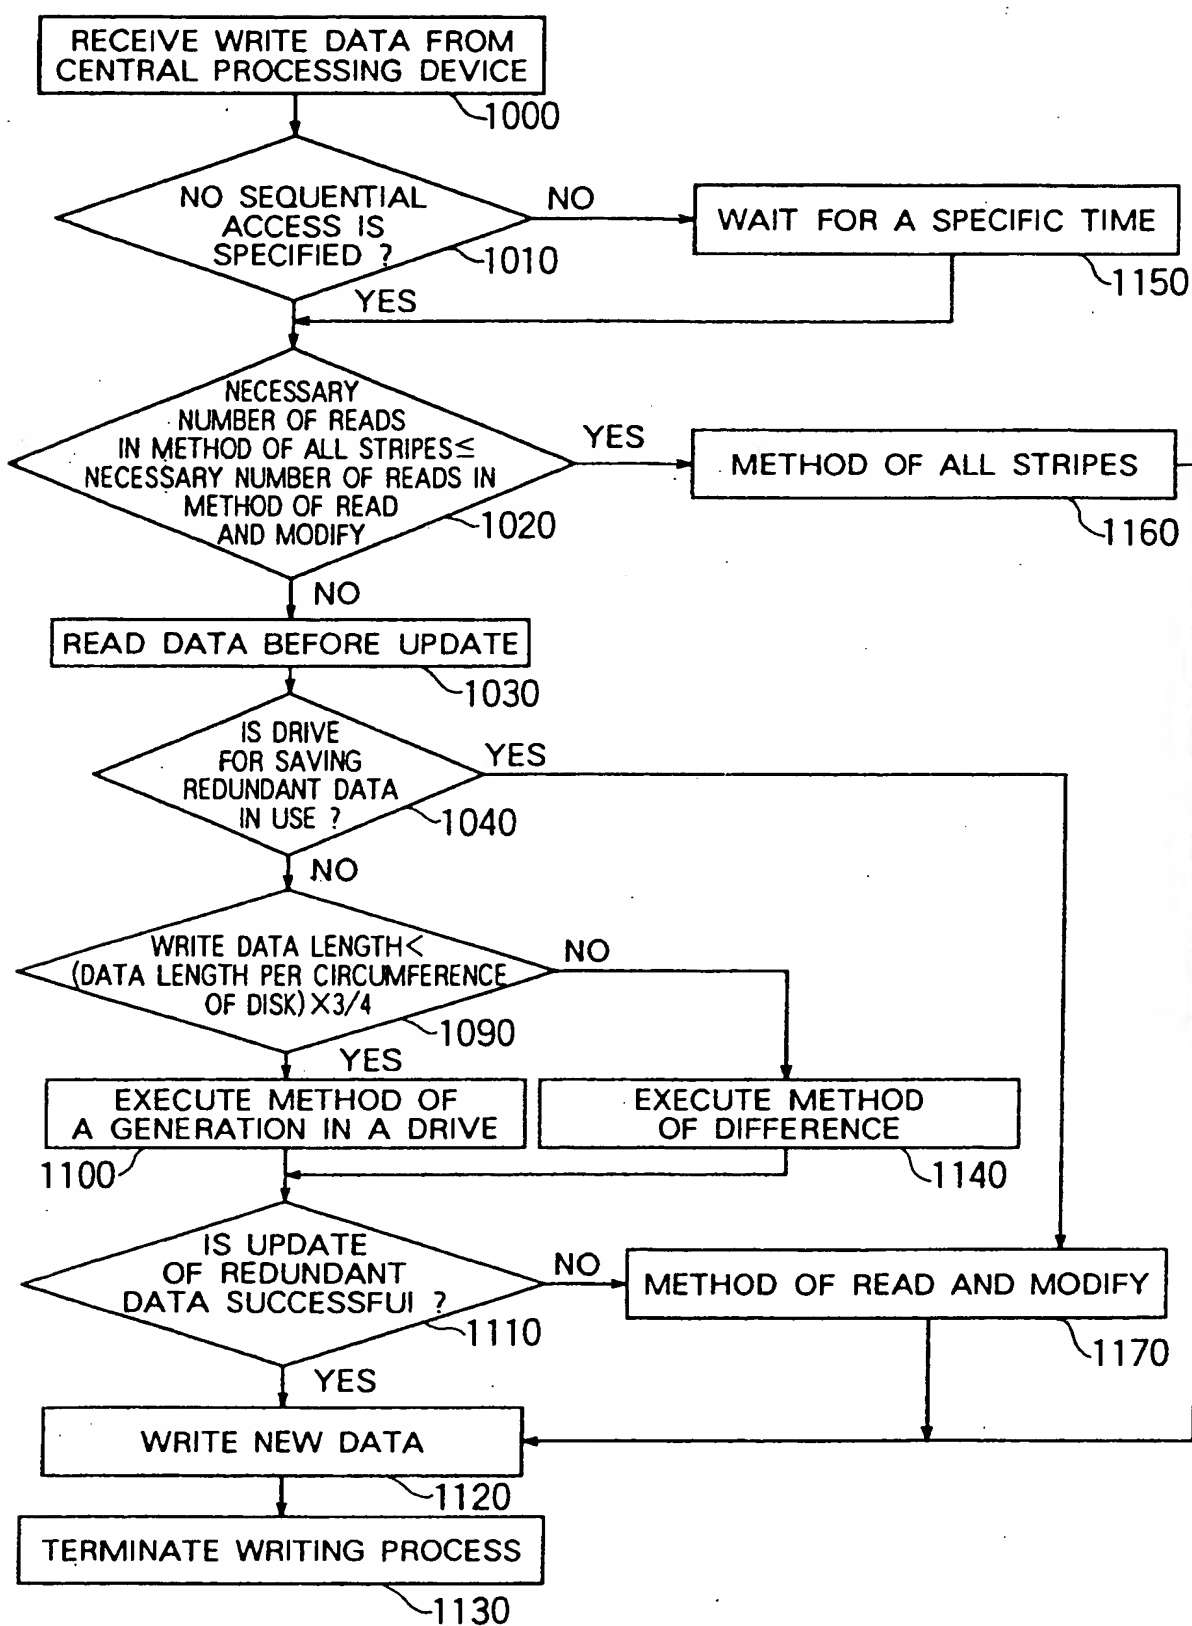 RECEIVE WRITE DATA FROM
CENTRAL PROCESSING DEVICE
1000
NO SEQUENTIAL
ACCESS IS
SPECIFIED ?
1010
NO
WAIT FOR A SPECIFIC TIME
1150
YES
NECESSARY
NUMBER OF READS
IN METHOD OF ALL STRIPES≤
NECESSARY NUMBER OF READS IN
METHOD OF READ
AND MODIFY
1020
YES
METHOD OF ALL STRIPES
1160
NO
READ DATA BEFORE UPDATE
1030
IS DRIVE
FOR SAVING
REDUNDANT DATA
IN USE ?
1040
YES
NO
WRITE DATA LENGTH<
(DATA LENGTH PER CIRCUMFERENCE
OF DISK)X3/4
1090
NO
YES
EXECUTE METHOD OF
A GENERATION IN A DRIVE
1100
EXECUTE METHOD
OF DIFFERENCE
1140
IS UPDATE
OF REDUNDANT
DATA SUCCESSFUl ?
1110
NO
METHOD OF READ AND MODIFY
1170
YES
WRITE NEW DATA
1120
TERMINATE WRITING PROCESS
1130